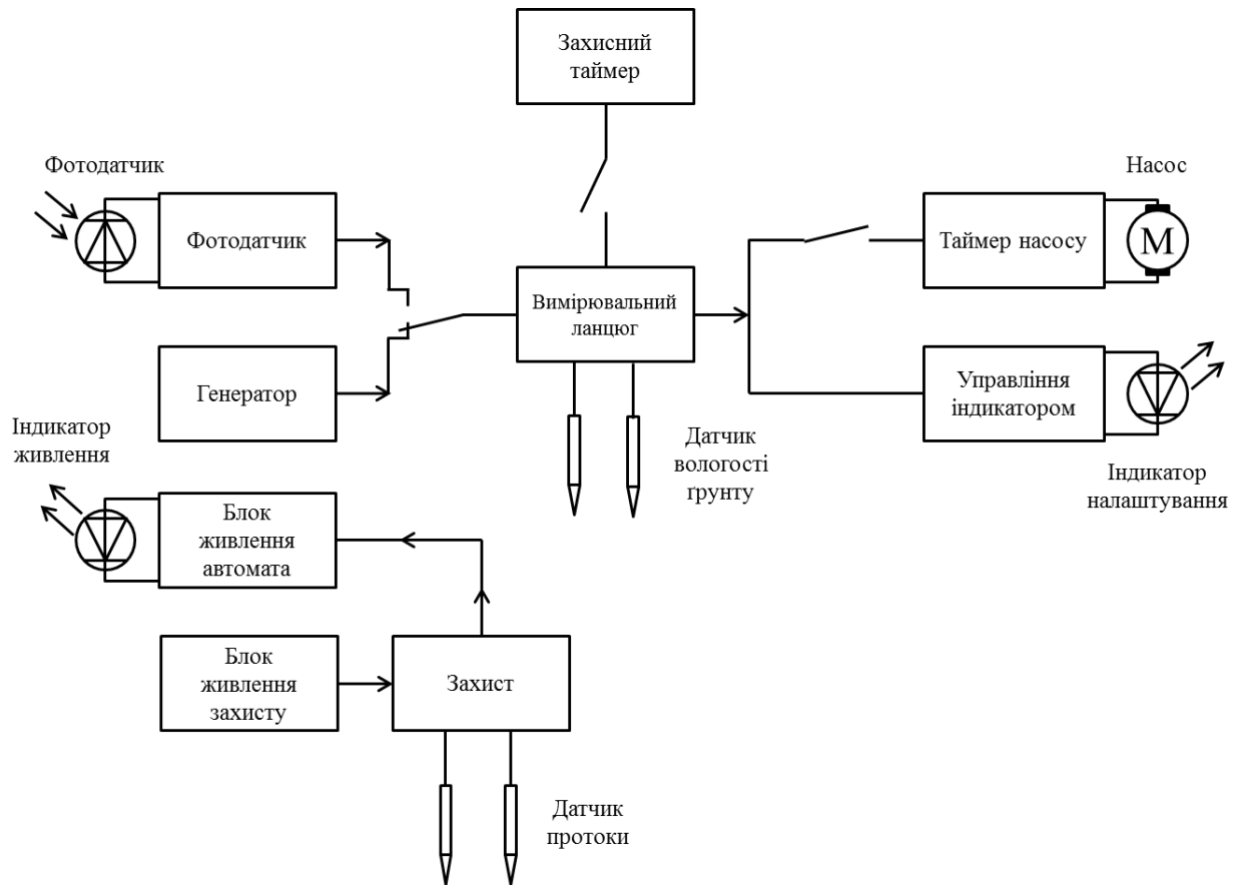 Захисний
таймер
Фотодатчик
Насос
Фотодатчик
Таймер насосу
М
Вимірювальний
ланцюг
Генератор
Управління
індикатором
Індикатор
живлення
Датчик
вологості
ґрунту
Індикатор
налаштування
Блок
живлення
автомата
Блок
живлення
захисту
Захист
Датчик
протоки